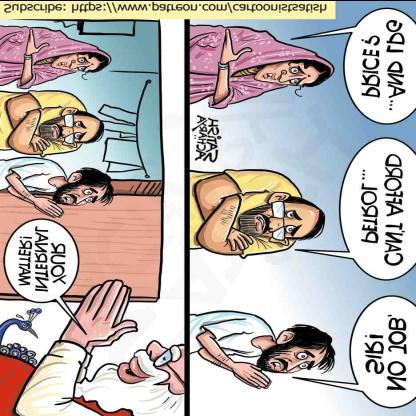 Subscribe: https://www.patreon.com/cartoonistsatish
NO JOB,
SIR!
CAN'T AFFORD
PETROL...
...AND LPG
PRICES
SATISH
ACHARYA
YOUR
INTERNAL
MATTER!